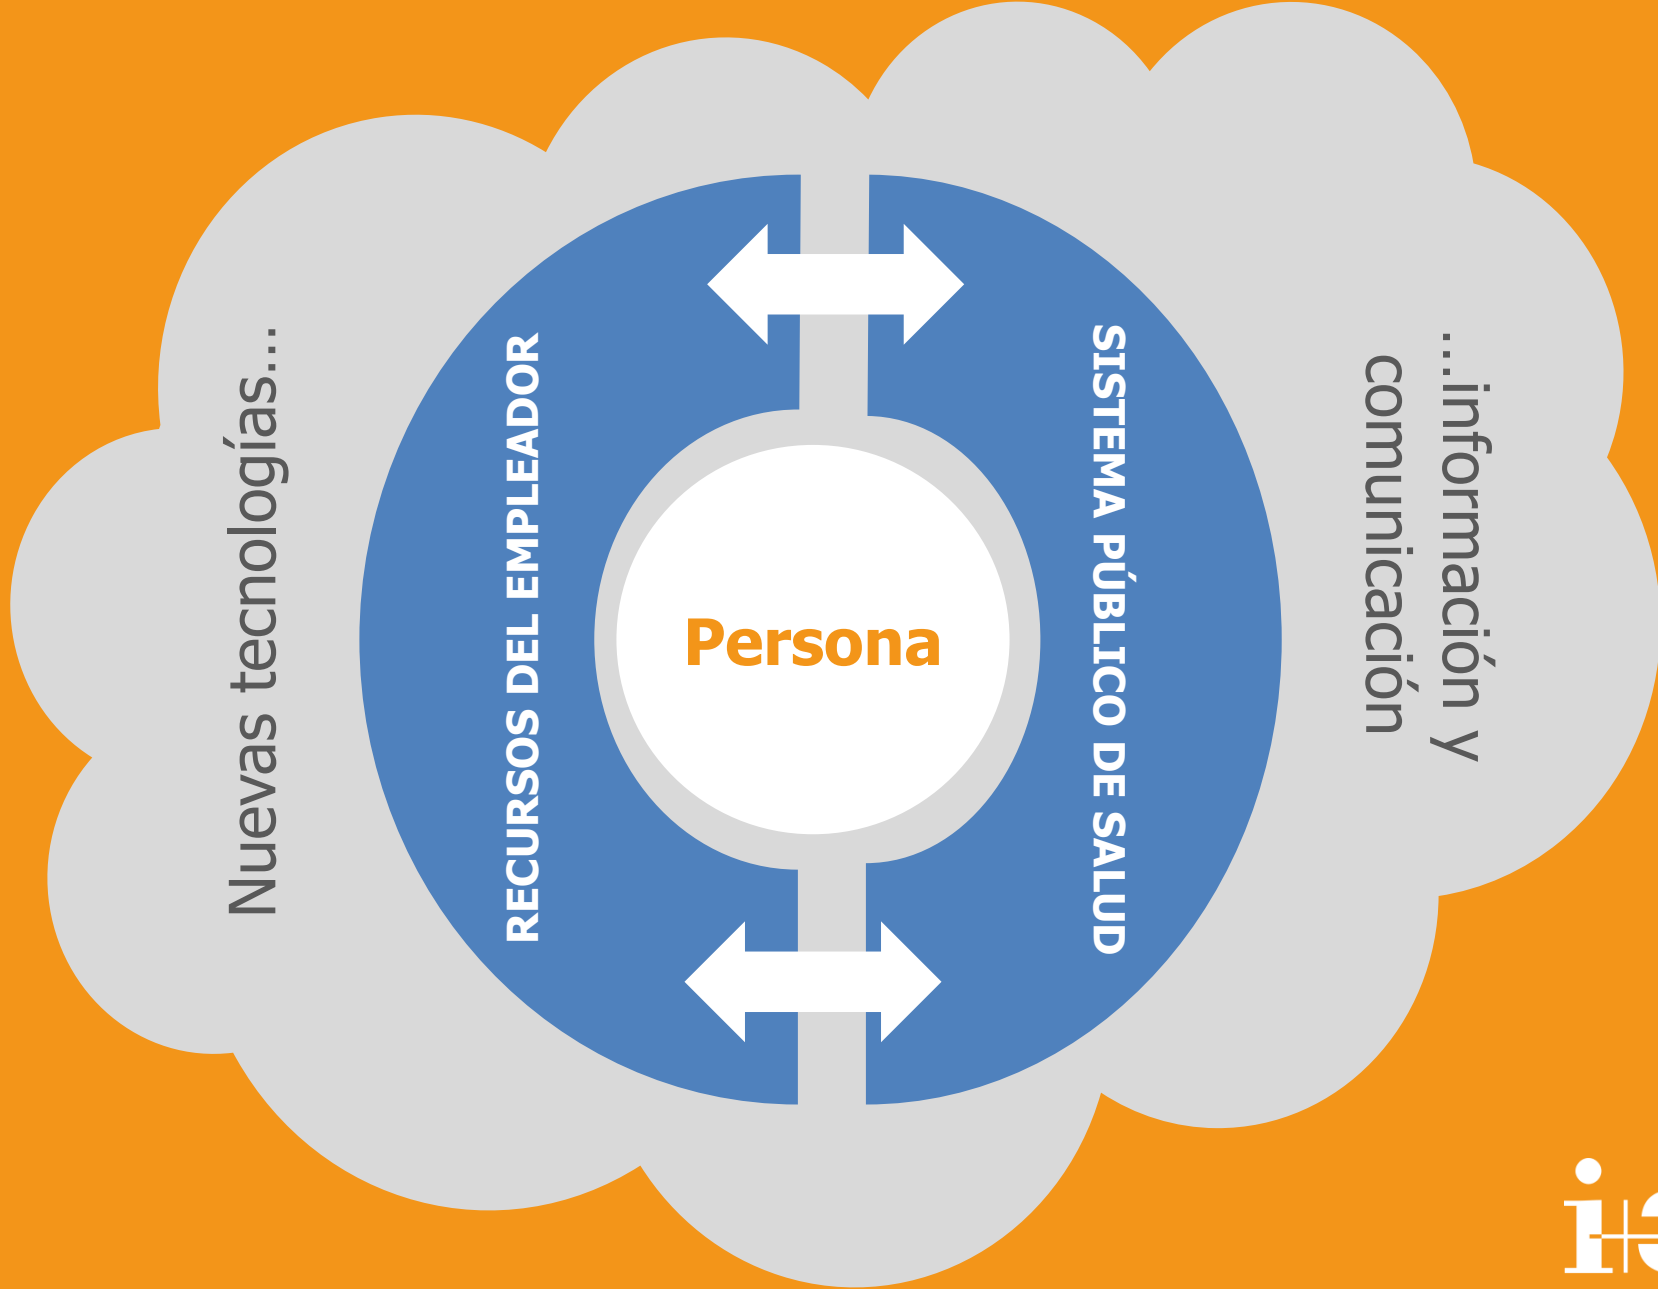 Nuevas tecnologías...
RECURSOS DEL EMPLEADOR
Persona
SISTEMA PÚBLICO DE SALUD
...información y
comunicación